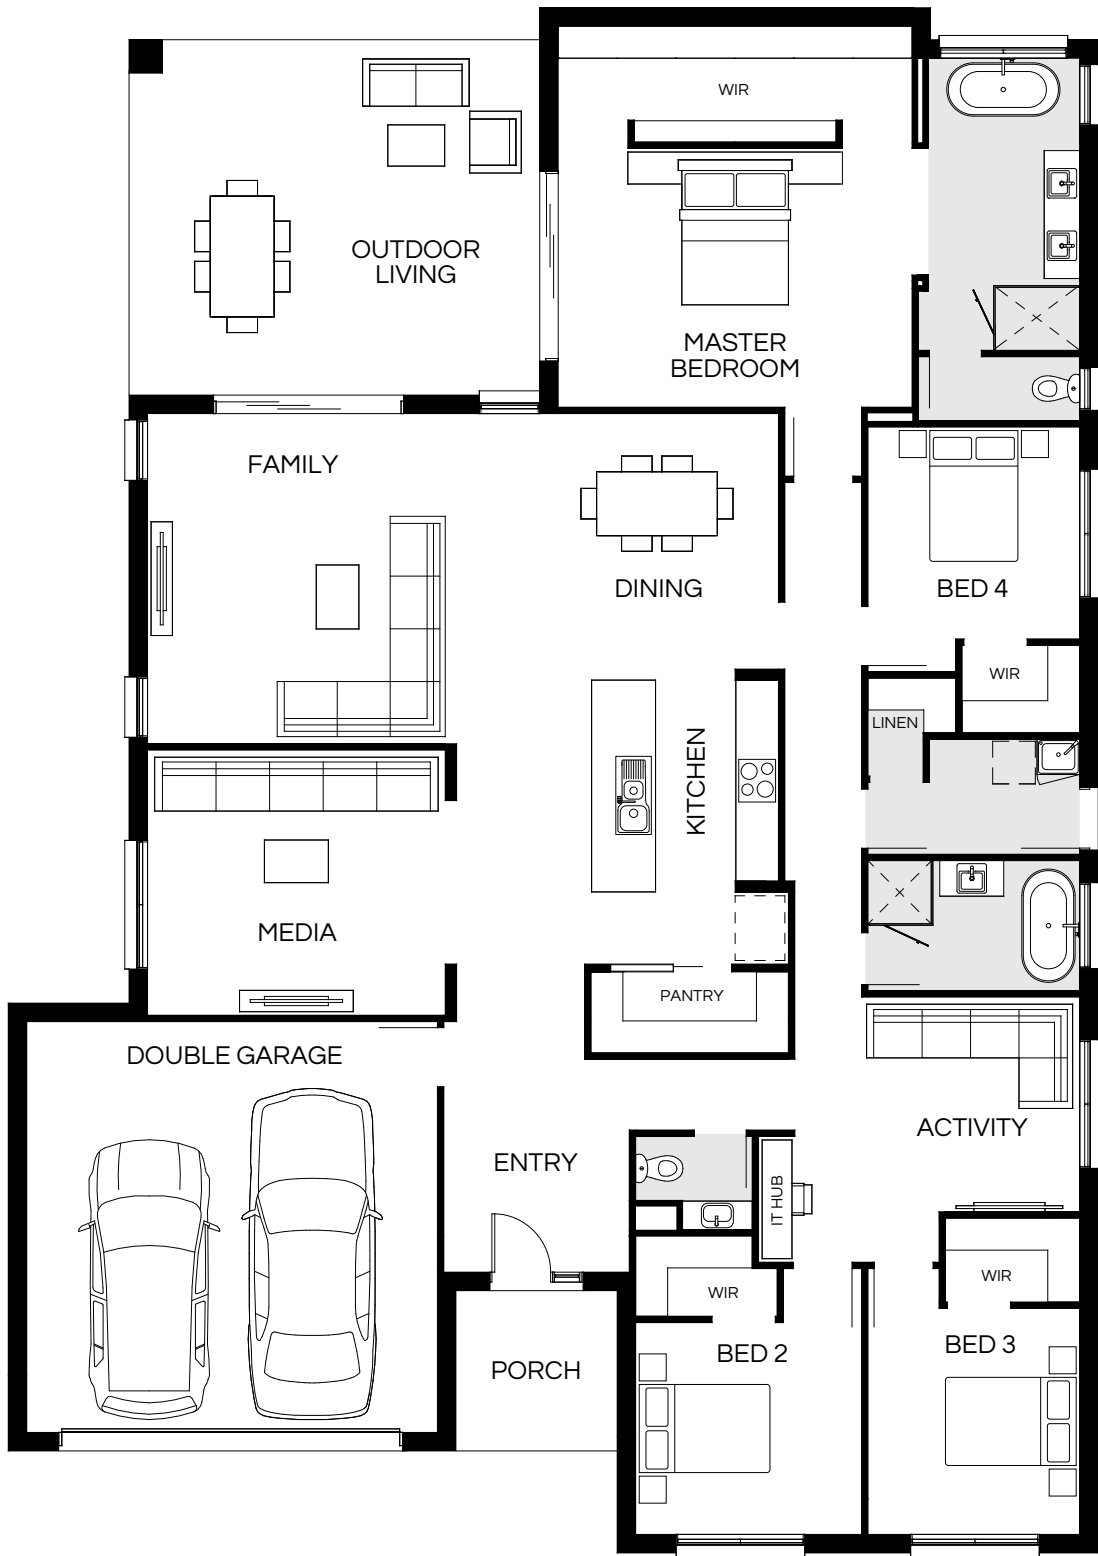 WIR
OUTDOOR
LIVING
MASTER
BEDROOM
FAMILY
DINING
BED 4
WIR
LINEN
KITCHEN
MEDIA
PANTRY
DOUBLE GARAGE
ACTIVITY
ENTRY
IT HUB
WIR
WIR
BED 2
BED 3
PORCH